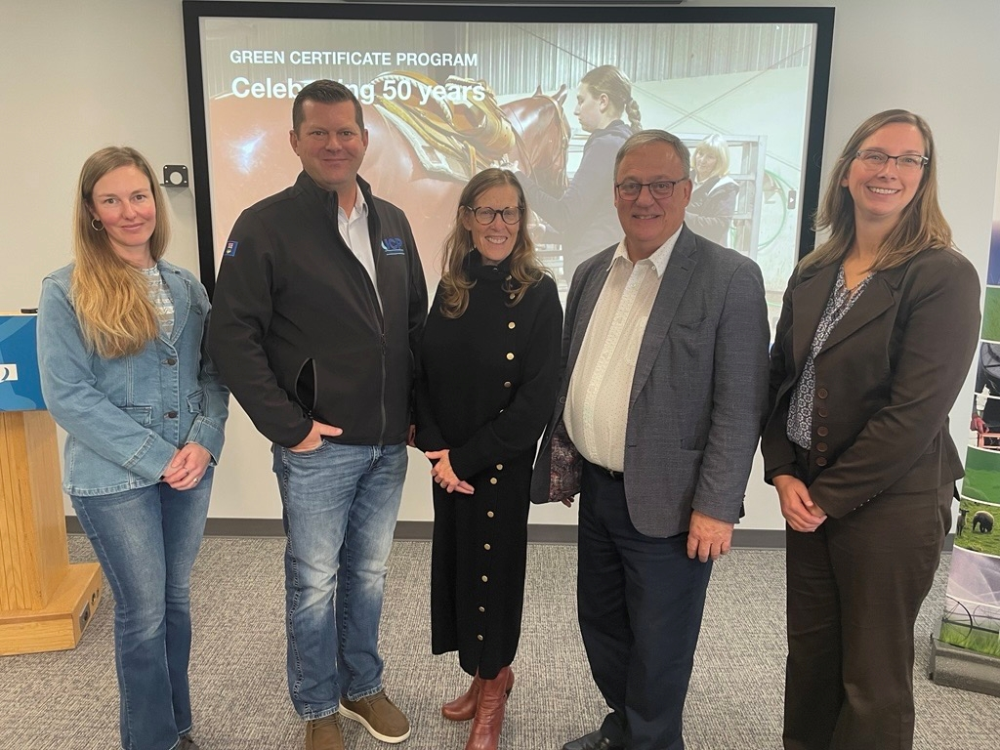 GREEN CERTIFICATE PROGRAM
Celebrating 50 years